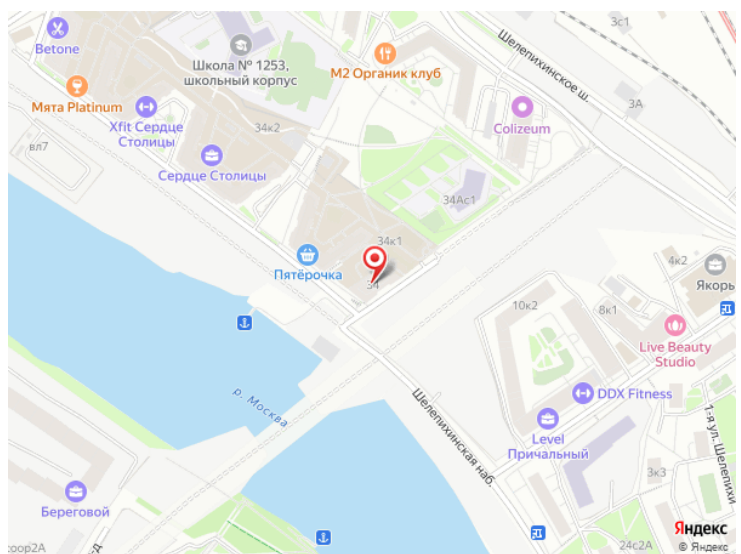 3с1
Betone
Школа № 1253,
школьный корпус
М2 Органик клуб
Шелепихинское ш.
Мята Platinum
Xfit Сердце
Столицы
3А
Colizeum
34к2
вл7
Сердце Столицы
34Ас1
34к1
Пятёрочка
34
4к2
Якорь
10к2
8к1
Live Beauty
Studio
р. Москва
Шелепихинская наб.
DDX Fitness
Level
Причальный
1-я ул. Шелепихи
3к3
Береговой
Яндекс
© Яндекс
24с2А